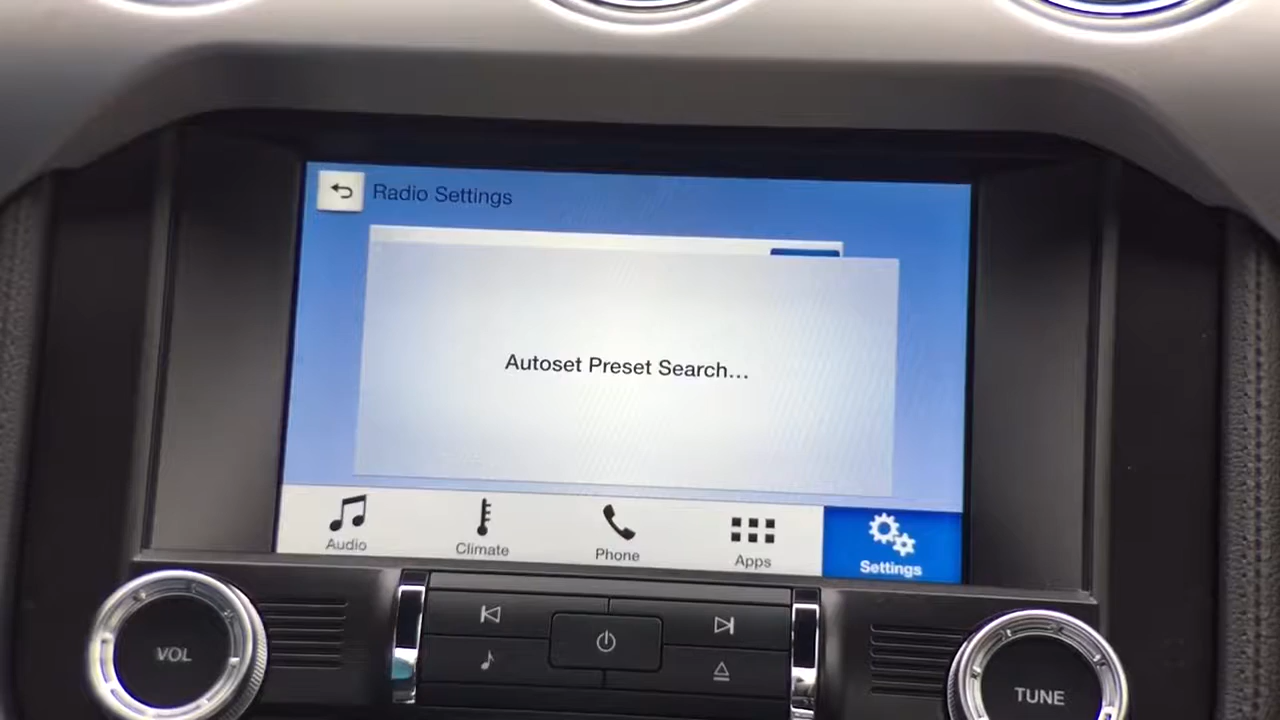 Radio Settings
Autoset Preset Search...
Audio
Climate
Phone
Apps
Settings
VOL
TUNE